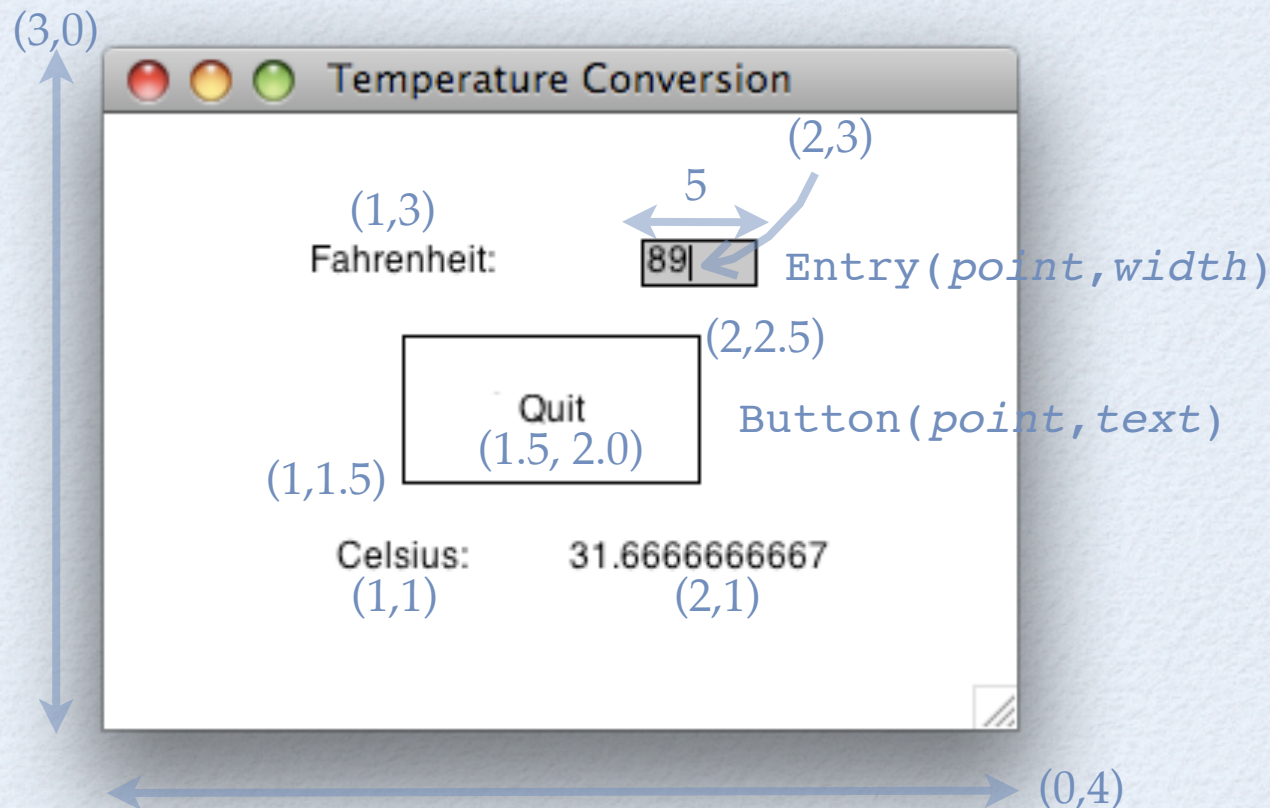 (3,0)
Temperature Conversion
(2,3)
5
(1,3)
Fahrenheit:
89
Entry(point,width)
(2,2.5)
Quit
Button(point,text)
(1.5, 2.0)
(1,1.5)
Celsius:
31.6666666667
(1,1)
(2,1)
(0,4)